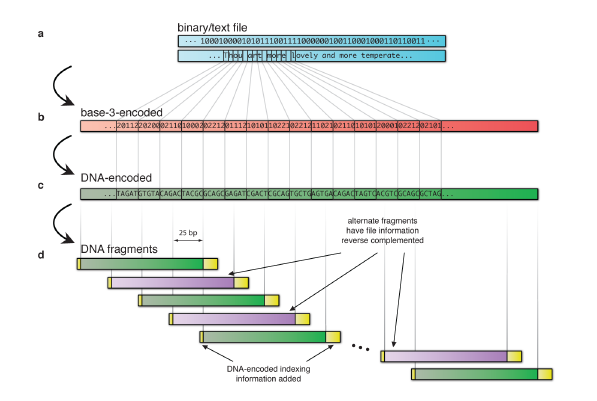 binary/text file
a
... 10001000010101110011110000001001100010001101100011 ...
... Thou art more lovely and more temperate...
base-3-encoded
b
DNA-encoded
c
alternate fragments
have file information
reverse complemented
25 bp
d
DNA fragments
DNA-encoded indexing
information added